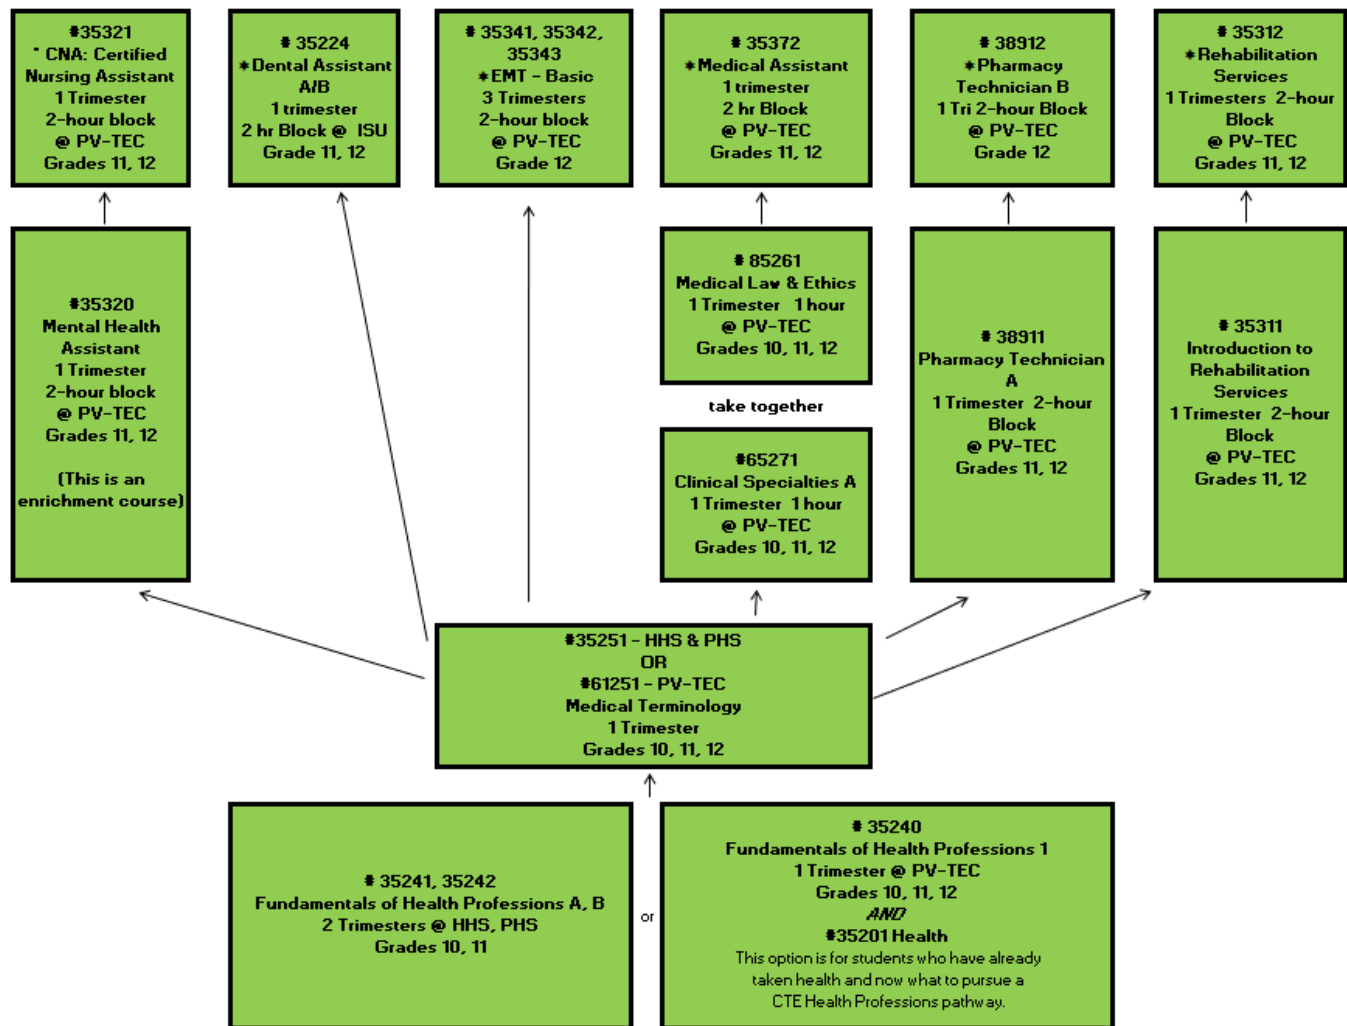 #35321
* CNA: Certified
Nursing Assistant
1 Trimester
2-hour block
@ PV-TEC
Grades 11, 12
# 35224
*Dental Assistant
A/B
1 trimester
2 hr Block @ ISU
Grade 11, 12
# 35341, 35342,
35343
*EMT - Basic
3 Trimesters
2-hour block
@ PV-TEC
Grade 12
# 35372
*Medical Assistant
1 trimester
2 hr Block
@ PV-TEC
Grades 11, 12
# 38912
*Pharmacy
Technician B
1 Tri 2-hour Block
@ PV-TEC
Grade 12
# 35312
*Rehabilitation
Services
1 Trimesters 2-hour
Block
@ PV-TEC
Grades 11, 12
#35320
Mental Health
Assistant
1 Trimester
2-hour block
@ PV-TEC
Grades 11, 12
(This is an
enrichment course)
# 85261
Medical Law & Ethics
1 Trimester 1 hour
@ PV-TEC
Grades 10, 11, 12
take together
#65271
Clinical Specialties A
1 Trimester 1 hour
@ PV-TEC
Grades 10, 11, 12
# 38911
Pharmacy Technician
A
1 Trimester 2-hour
Block
@ PV-TEC
Grades 11, 12
# 35311
Introduction to
Rehabilitation
Services
1 Trimester 2-hour
Block
@ PV-TEC
Grades 11, 12
#35251 - HHS & PHS
OR
#61251 - PV-TEC
Medical Terminology
1 Trimester
Grades 10, 11, 12
# 35241, 35242
Fundamentals of Health Professions A, B
2 Trimesters @ HHS, PHS
Grades 10, 11
or
# 35240
Fundamentals of Health Professions 1
1 Trimester @ PV-TEC
Grades 10, 11, 12
AND
#35201 Health
This option is for students who have already
taken health and now what to pursue a
CTE Health Professions pathway.